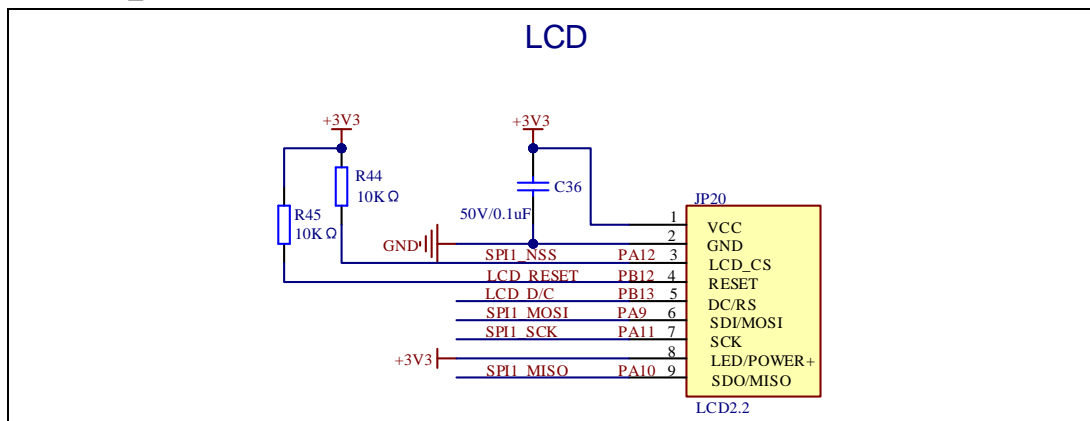 LCD
+3V3
+3V3
R44
10KΩ
R45
10KΩ
C36
50V/0.1uF
GND
JP20
1 VCC
2 GND
SPI1_NSS PA12 3 LCD_CS
LCD_RESET PB12 4 RESET
LCD_D/C PB13 5 DC/RS
SPI1_MOSI PA9 6 SDI/MOSI
SPI1_SCK PA11 7 SCK
+3V3 8 LED/POWER+
SPI1_MISO PA10 9 SDO/MISO
LCD2.2